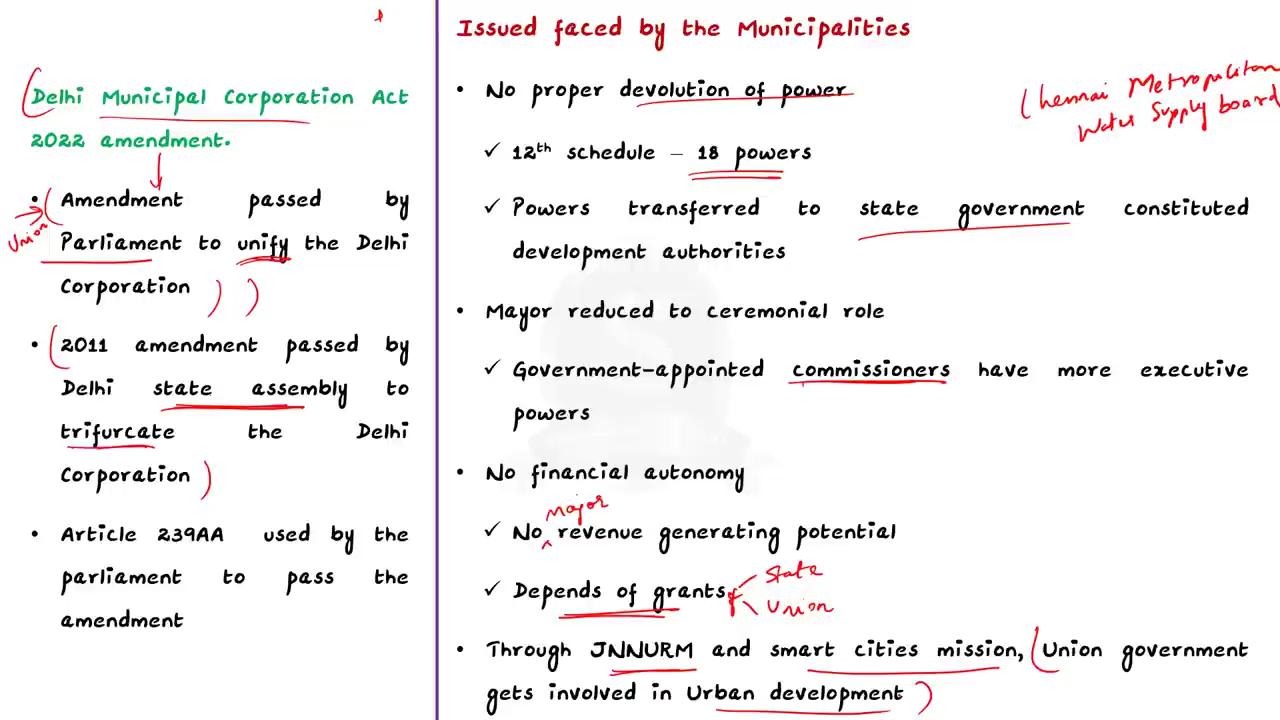 Delhi Municipal Corporation Act
2022 amendment.
• Amendment passed by
Union
Parliament to unify the Delhi
Corporation
• 2011 amendment passed by
Delhi state assembly to
trifurcate the Delhi
Corporation
• Article 239AA used by the
parliament to pass the
amendment
Issued faced by the Municipalities
• No proper devolution of power
Chennai Metropolitan
Water Supply board
✓ 12th schedule – 18 powers
✓ Powers transferred to state government constituted
development authorities
• Mayor reduced to ceremonial role
✓ Government-appointed commissioners have more executive
powers
• No financial autonomy
major
✓ No revenue generating potential
✓ Depends of grants
State
Union
• Through JNNURM and smart cities mission, (Union government
gets involved in Urban development)